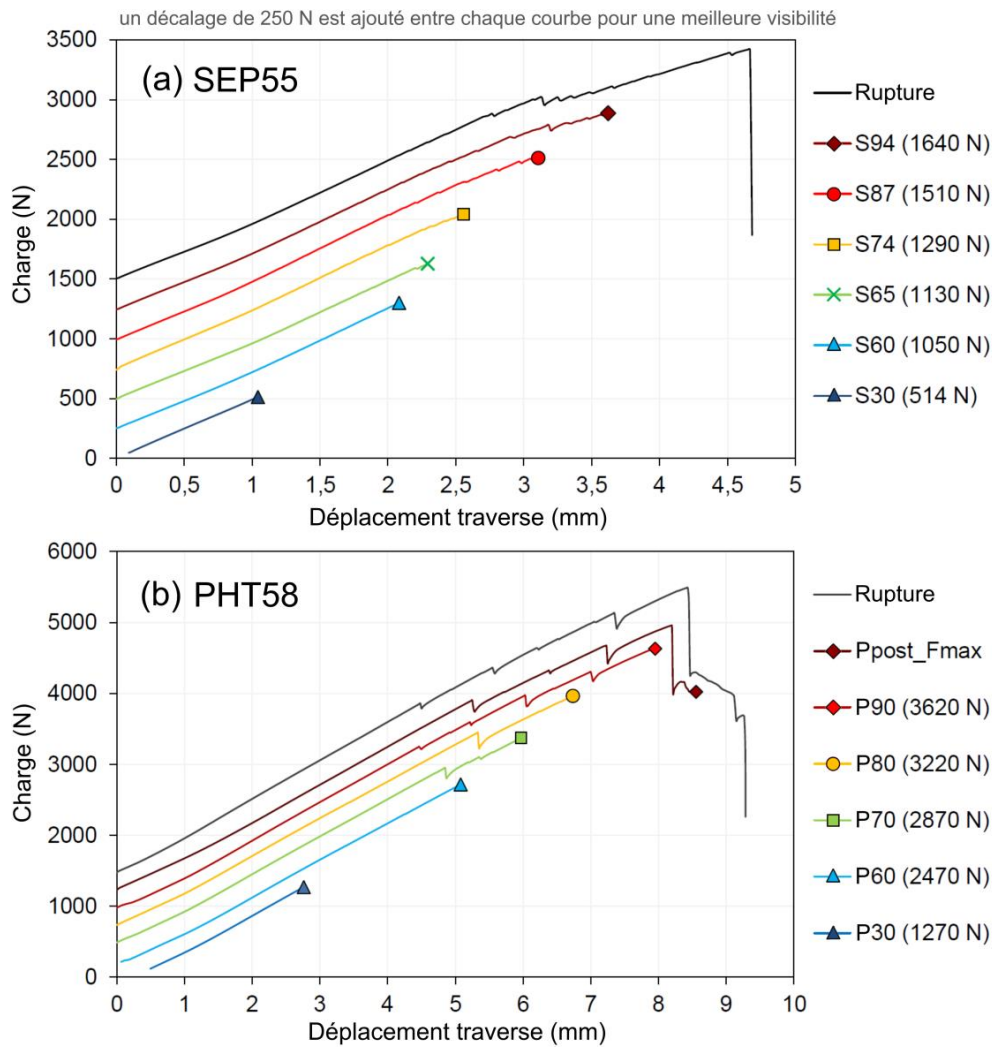 un décalage de 250 N est ajouté entre chaque courbe pour une meilleure visibilité
(a) SEP55
Charge (N)
3500
3000
2500
2000
1500
1000
500
0
0
0,5
1
1,5
2
2,5
3
3,5
4
4,5
5
Déplacement traverse (mm)
Rupture
S94 (1640 N)
S87 (1510 N)
S74 (1290 N)
S65 (1130 N)
S60 (1050 N)
S30 (514 N)
(b) PHT58
Charge (N)
6000
5000
4000
3000
2000
1000
0
0
1
2
3
4
5
6
7
8
9
10
Déplacement traverse (mm)
Rupture
Ppost_Fmax
P90 (3620 N)
P80 (3220 N)
P70 (2870 N)
P60 (2470 N)
P30 (1270 N)